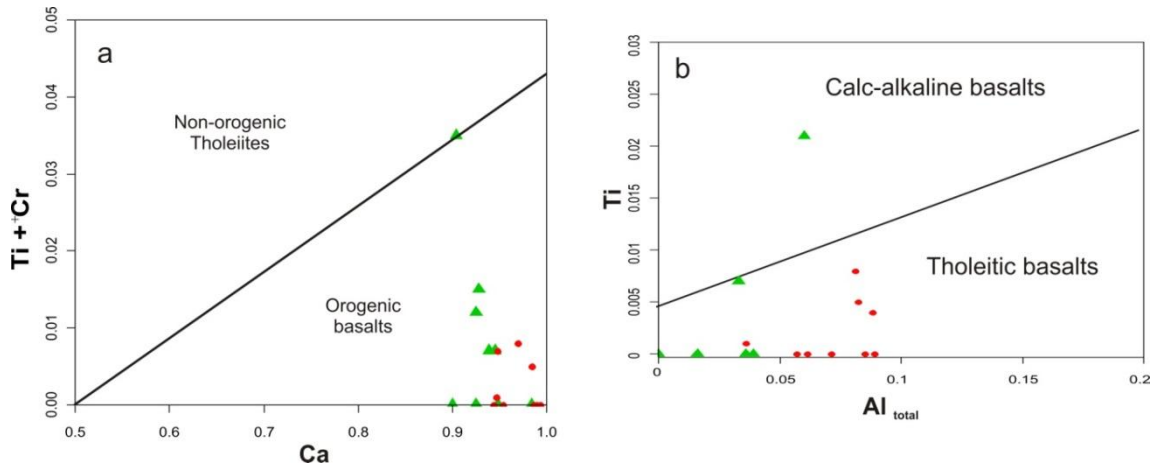 a
0.05
0.04
0.03
0.02
0.01
0.00
Ti + +Cr
Non-orogenic
Tholeiites
Orogenic
basalts
0.5
0.6
0.7
0.8
0.9
1.0
Ca
b
0.03
0.025
0.02
0.015
0.01
0.005
0
Ti
Calc-alkaline basalts
Tholeitic basalts
0
0.05
0.1
0.15
0.2
Al total